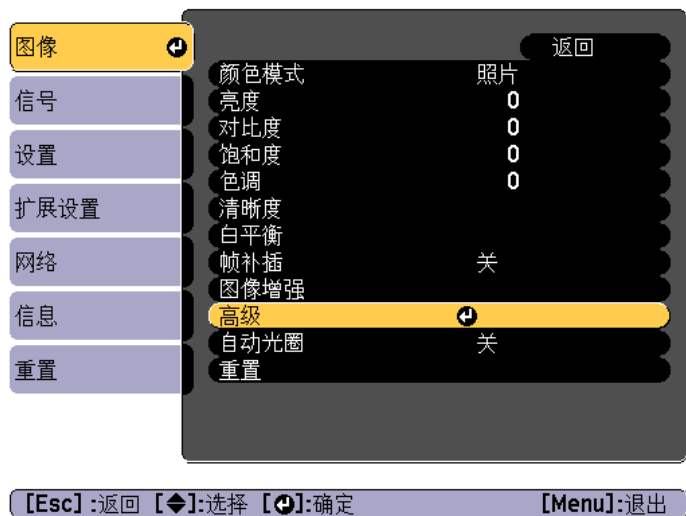 图像
信号
设置
扩展设置
网络
信息
重置
返回
颜色模式 照片
亮度 0
对比度 0
饱和度 0
色调 0
清晰度
白平衡
帧补插 关
图像增强
高级
自动光圈 关
重置
[Esc] :返回 [◆]:选择 [⏎]:确定 [Menu]:退出